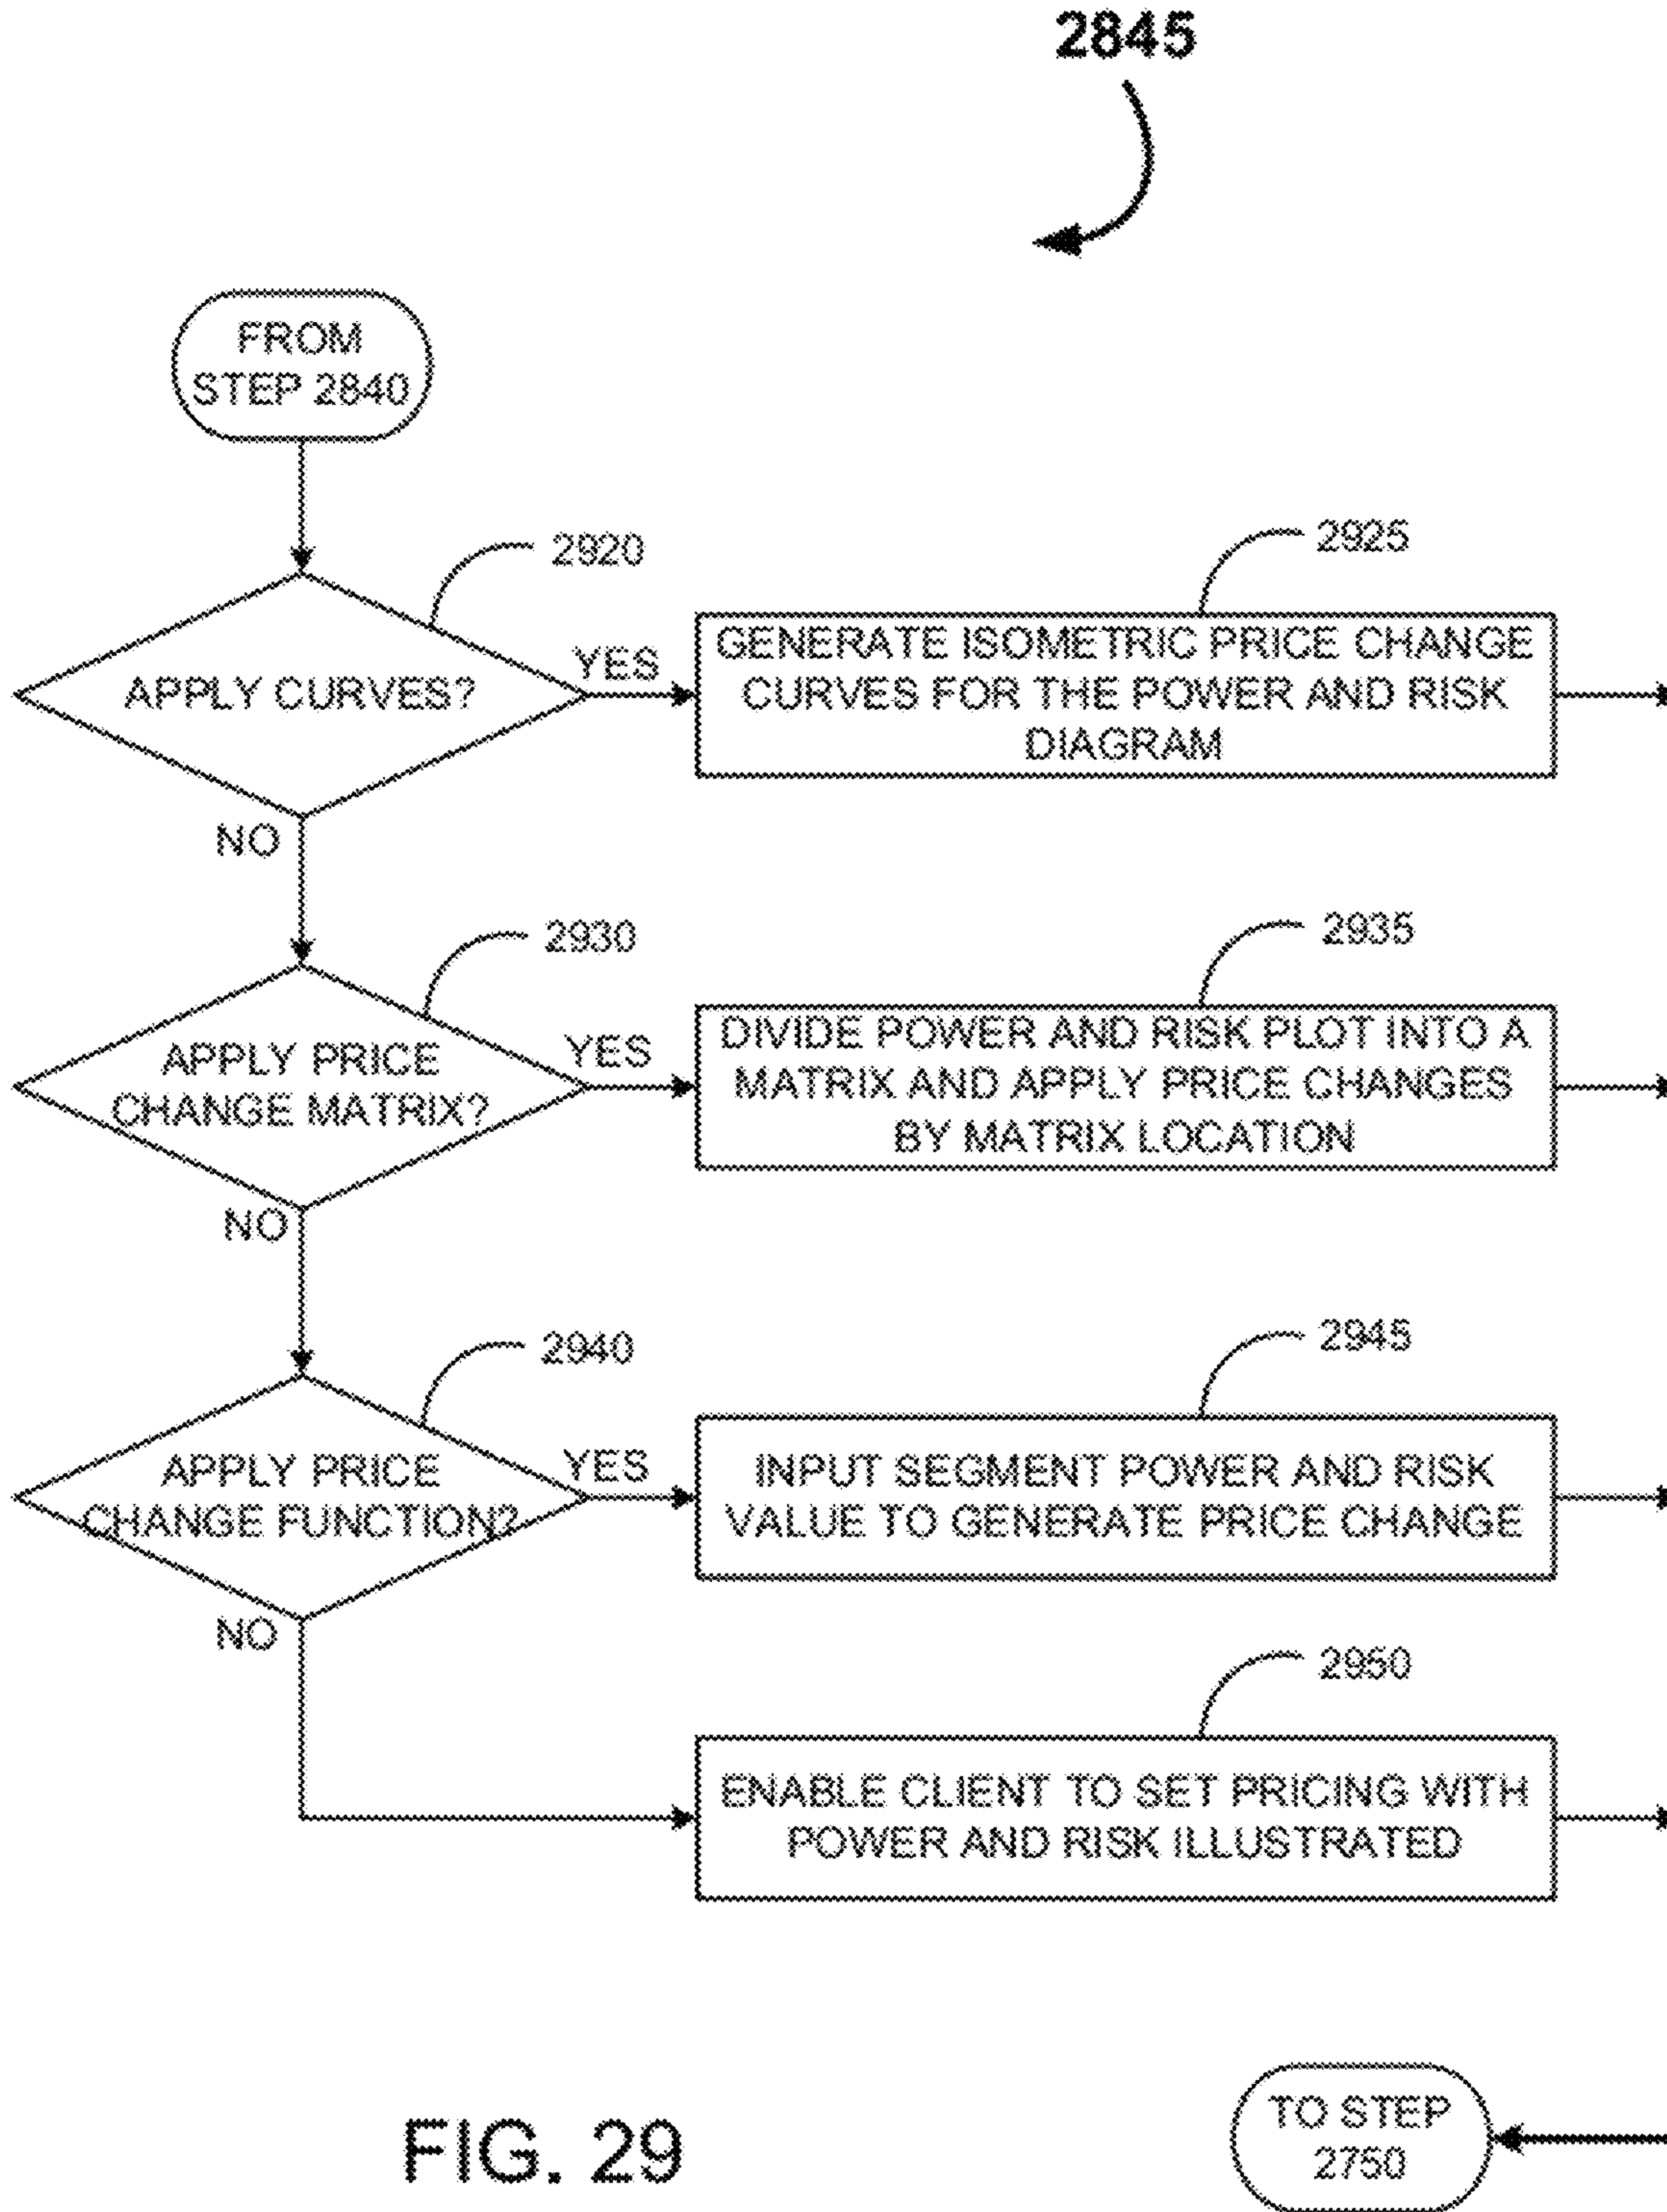 2845
FROM
STEP 2840
2920
APPLY CURVES?
YES
2925
GENERATE ISOMETRIC PRICE CHANGE
CURVES FOR THE POWER AND RISK
DIAGRAM
NO
2930
APPLY PRICE
CHANGE MATRIX?
YES
2935
DIVIDE POWER AND RISK PLOT INTO A
MATRIX AND APPLY PRICE CHANGES
BY MATRIX LOCATION
NO
2940
APPLY PRICE
CHANGE FUNCTION?
YES
2945
INPUT SEGMENT POWER AND RISK
VALUE TO GENERATE PRICE CHANGE
NO
2950
ENABLE CLIENT TO SET PRICING WITH
POWER AND RISK ILLUSTRATED
TO STEP
2750
FIG. 29